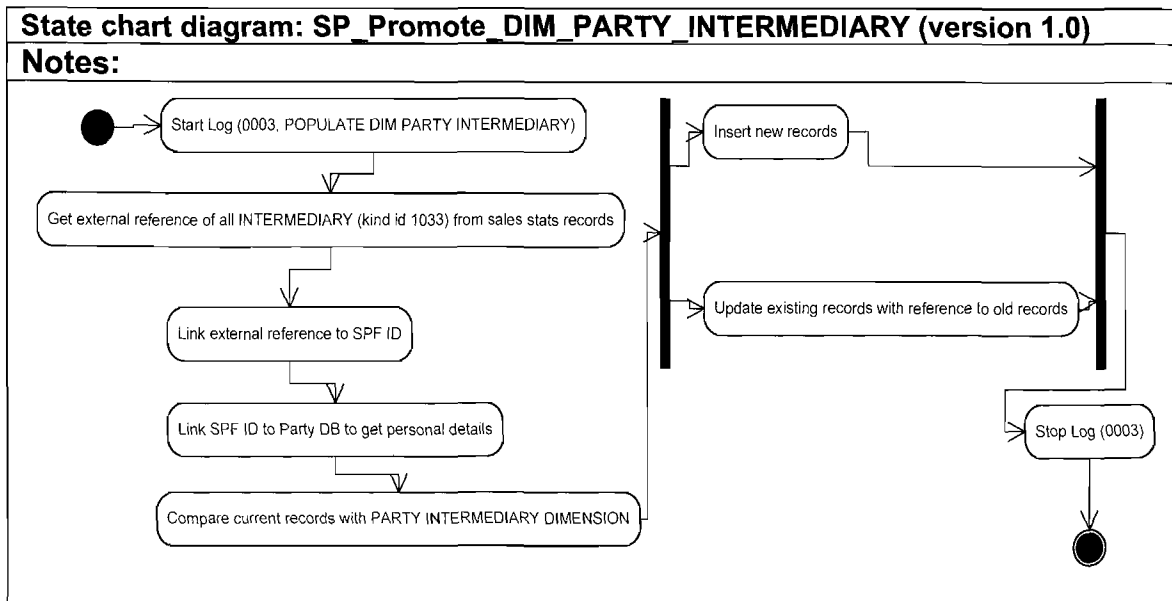 State chart diagram: SP_Promote_DIM_PARTY_INTERMEDIARY (version 1.0)
Notes:
Start Log (0003, POPULATE DIM PARTY INTERMEDIARY)
Get external reference of all INTERMEDIARY (kind id 1033) from sales stats records
Link external reference to SPF ID
Link SPF ID to Party DB to get personal details
Compare current records with PARTY INTERMEDIARY DIMENSION
Insert new records
Update existing records with reference to old records
Stop Log (0003)